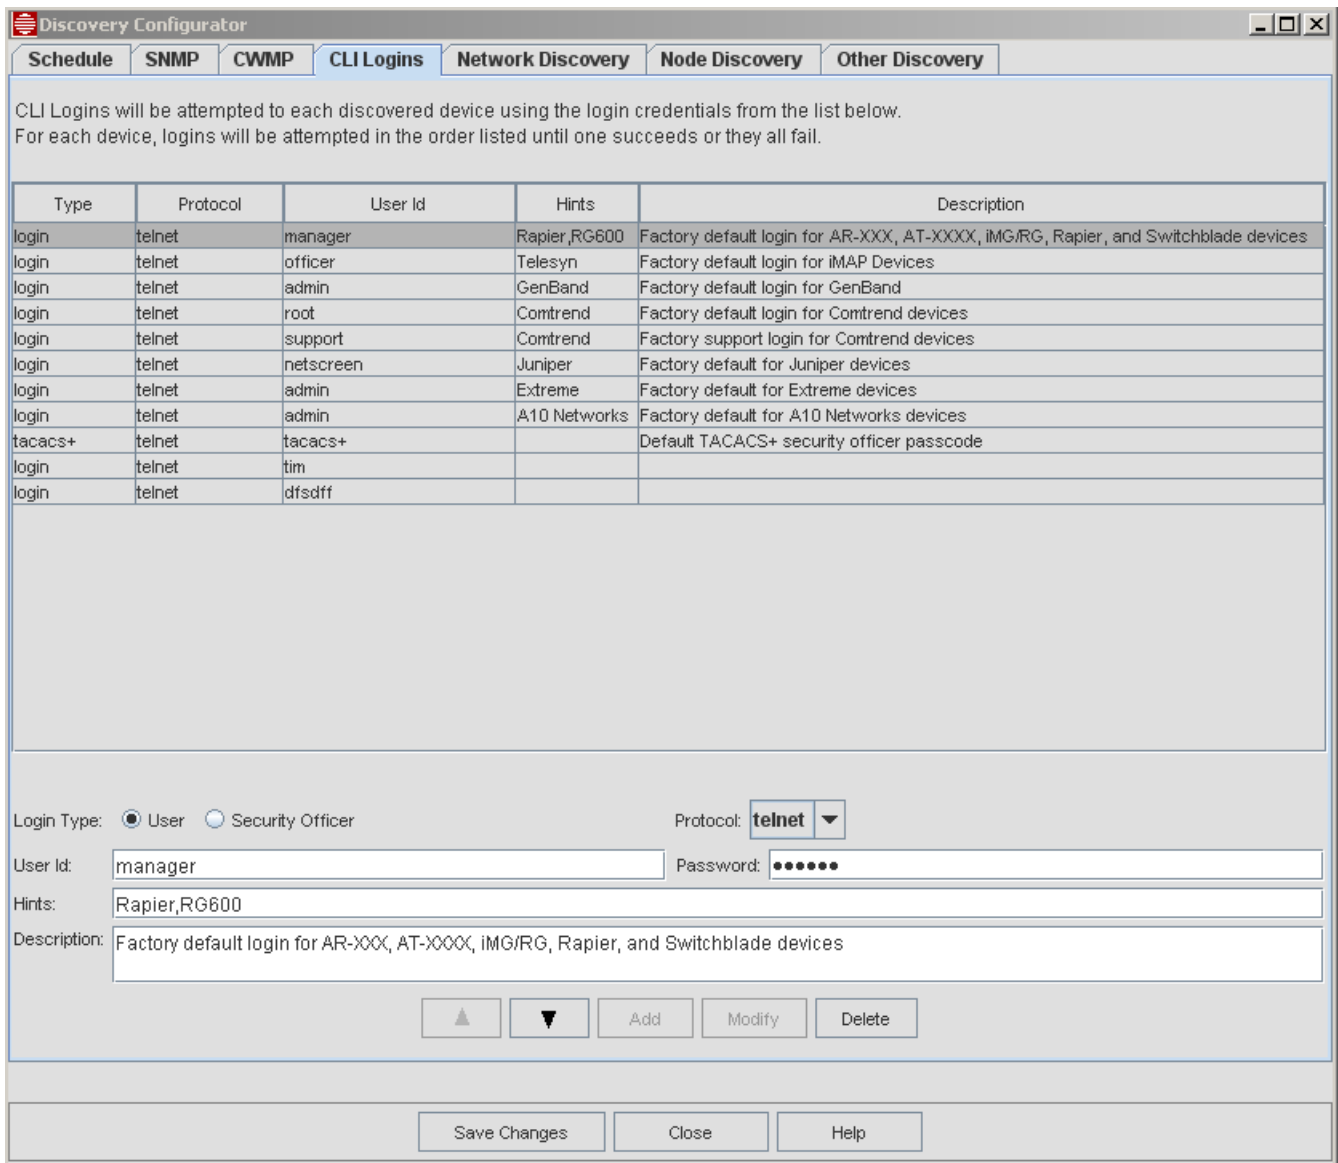 Discovery Configurator
Schedule SNMP CWMP CLI Logins Network Discovery Node Discovery Other Discovery
CLI Logins will be attempted to each discovered device using the login credentials from the list below.
For each device, logins will be attempted in the order listed until one succeeds or they all fail.
Type Protocol User Id Hints Description
login telnet manager Rapier,RG600 Factory default login for AR-XXX, AT-XXXX, iMG/RG, Rapier, and Switchblade devices
login telnet officer Telesyn Factory default login for iMAP Devices
login telnet admin GenBand Factory default login for GenBand
login telnet root Comtrend Factory default login for Comtrend devices
login telnet support Comtrend Factory support login for Comtrend devices
login telnet netscreen Juniper Factory default for Juniper devices
login telnet admin Extreme Factory default for Extreme devices
login telnet admin A10 Networks Factory default for A10 Networks devices
tacacs+ telnet tacacs+ Default TACACS+ security officer passcode
login telnet tim
login telnet dfsdff
Login Type: User Security Officer Protocol: telnet
User Id: manager Password: ●●●●●●
Hints: Rapier,RG600
Description: Factory default login for AR-XXX, AT-XXXX, iMG/RG, Rapier, and Switchblade devices
Add Modify Delete
Save Changes Close Help